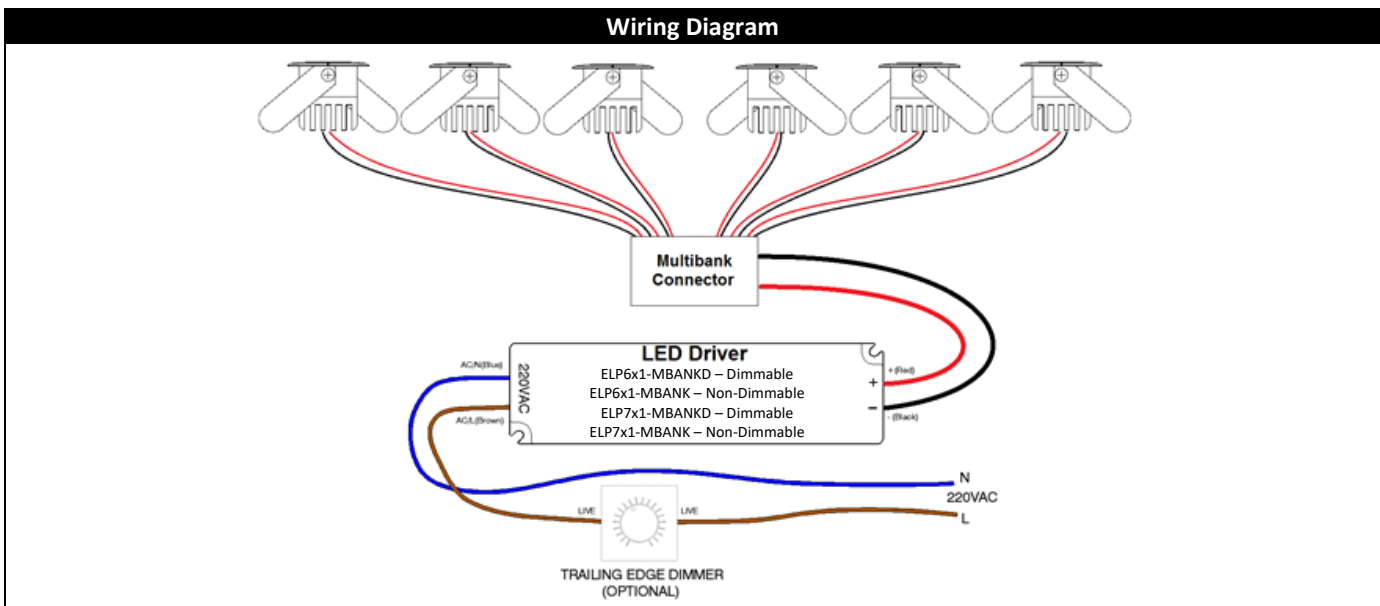 Wiring Diagram
Multibank
Connector
LED Driver
ELP6x1-MBANKD – Dimmable
ELP6x1-MBANK – Non-Dimmable
ELP7x1-MBANKD – Dimmable
ELP7x1-MBANK – Non-Dimmable
AC/N(Blue)
AC/L(Brown)
220VAC
+
+(Red)
–
- (Black)
N
220VAC
L
LIVE
LIVE
TRAILING EDGE DIMMER
(OPTIONAL)